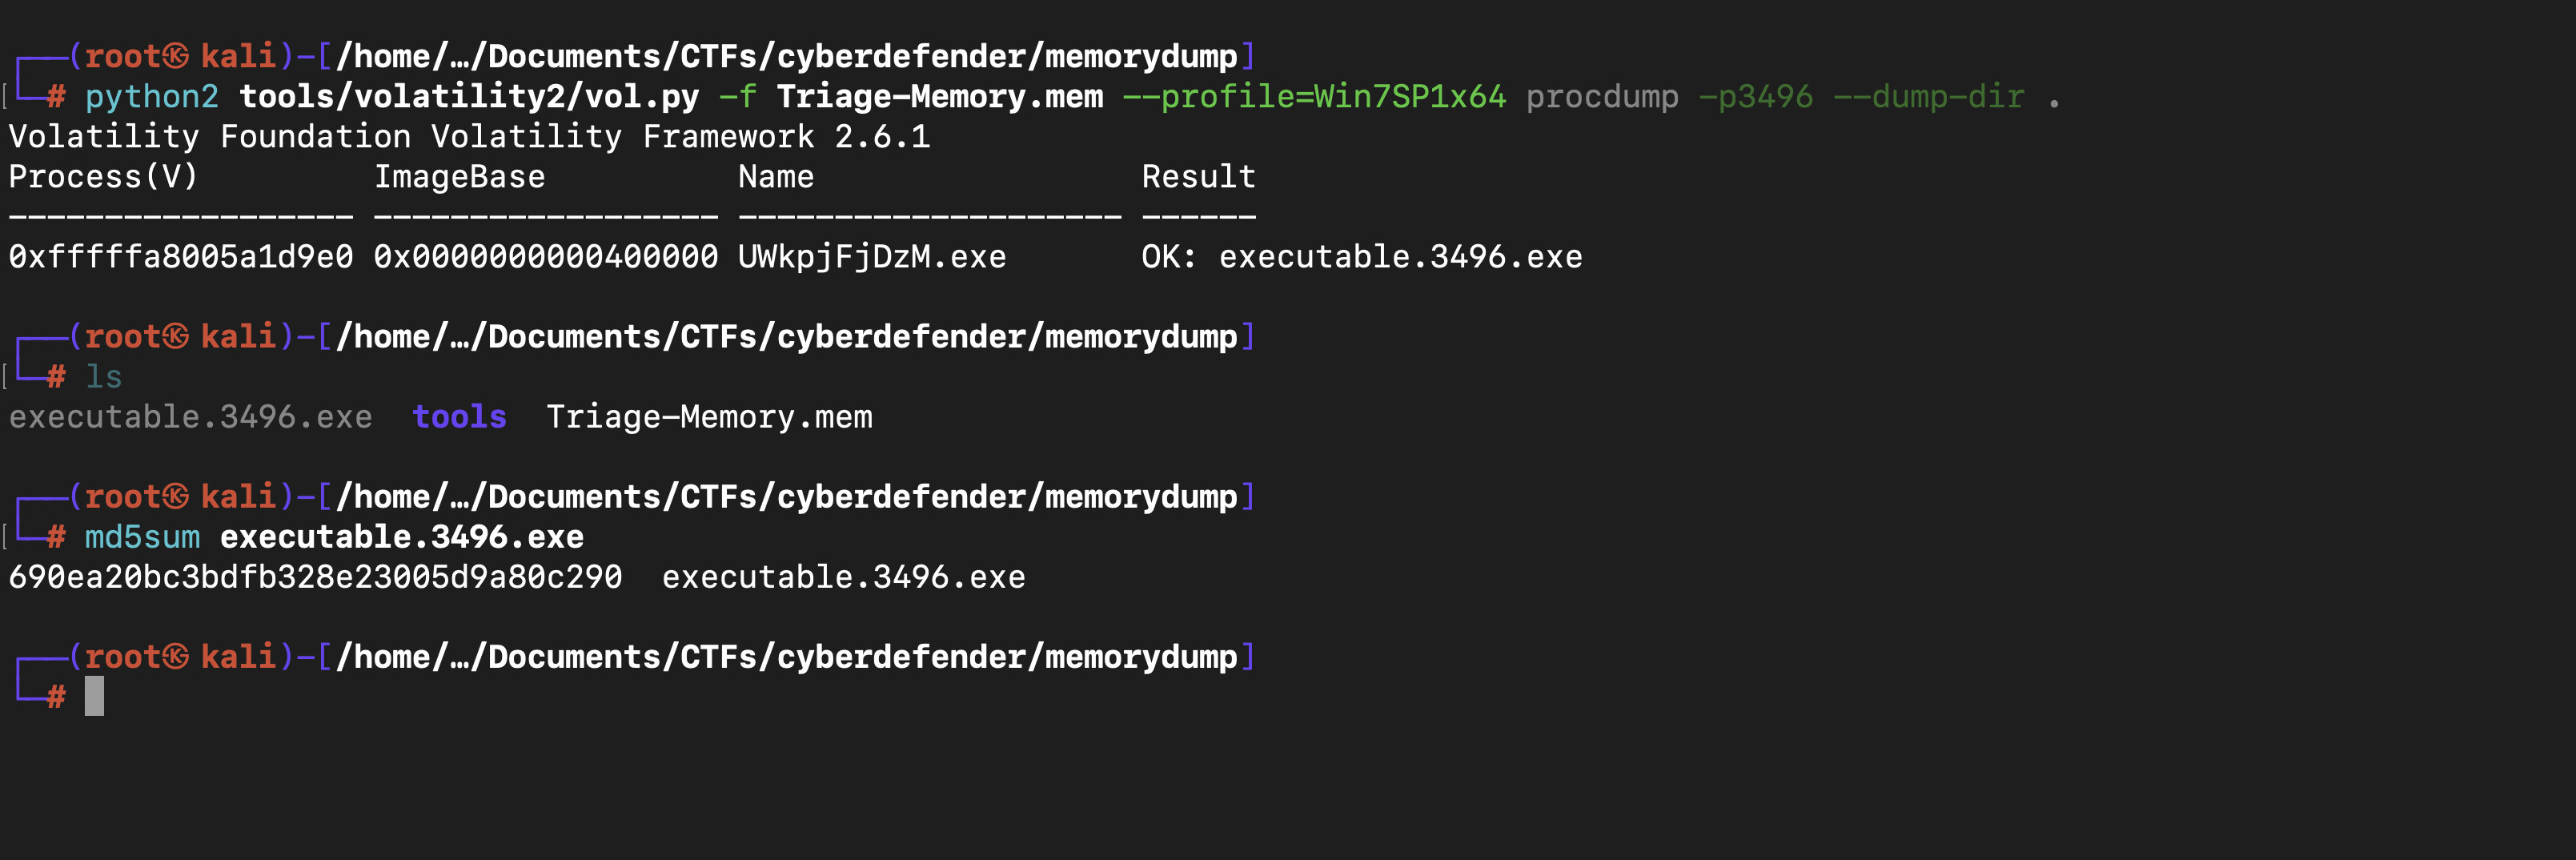 ┌──(root㉿kali)-[/home/…/Documents/CTFs/cyberdefender/memorydump]
└─# python2 tools/volatility2/vol.py -f Triage-Memory.mem --profile=Win7SP1x64 procdump -p3496 --dump-dir .
Volatility Foundation Volatility Framework 2.6.1
Process(V)         ImageBase          Name                 Result
------------------ ------------------ -------------------- ------
0xfffffa8005a1d9e0 0x0000000000400000 UWkpjFjDzM.exe       OK: executable.3496.exe
┌──(root㉿kali)-[/home/…/Documents/CTFs/cyberdefender/memorydump]
└─# ls
executable.3496.exe  tools  Triage-Memory.mem
┌──(root㉿kali)-[/home/…/Documents/CTFs/cyberdefender/memorydump]
└─# md5sum executable.3496.exe
690ea20bc3bdfb328e23005d9a80c290  executable.3496.exe
┌──(root㉿kali)-[/home/…/Documents/CTFs/cyberdefender/memorydump]
└─#